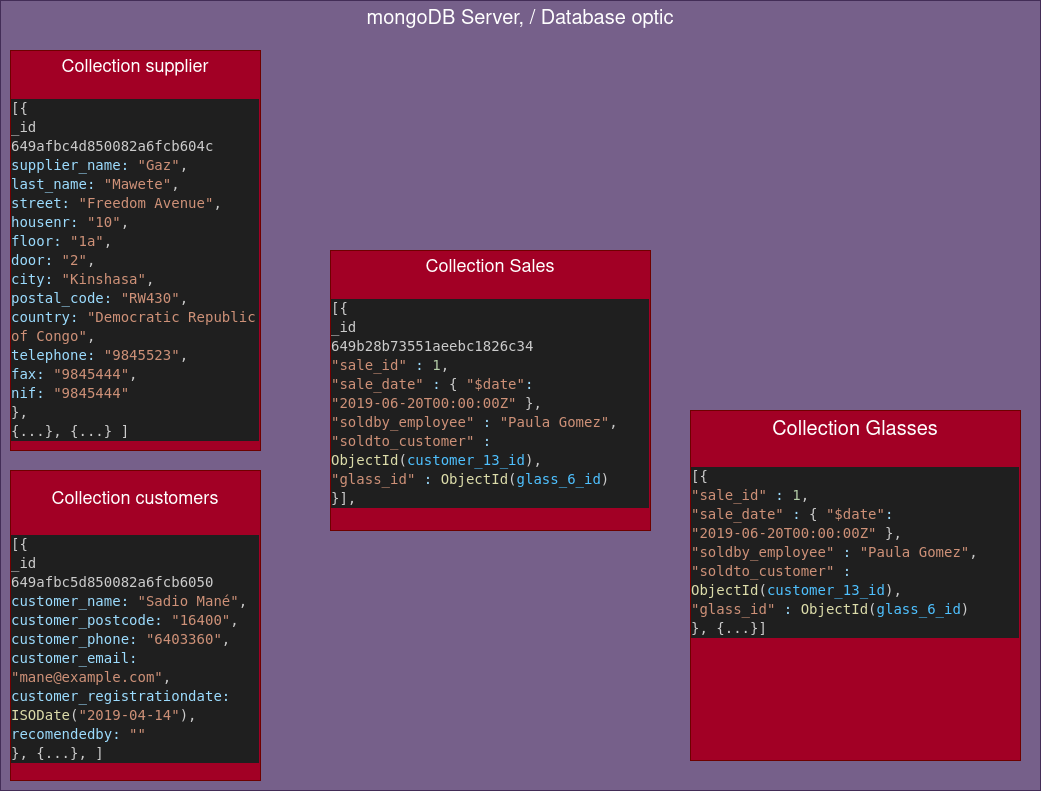 mongoDB Server, / Database optic
Collection supplier
[{
_id
649afbc4d850082a6fcb604c
supplier_name: "Gaz",
last_name: "Mawete",
street: "Freedom Avenue",
housenr: "10",
floor: "1a",
door: "2",
city: "Kinshasa",
postal_code: "RW430",
country: "Democratic Republic
of Congo",
telephone: "9845523",
fax: "9845444",
nif: "9845444"
},
{...}, {...} ]
Collection customers
[{
_id
649afbc5d850082a6fcb6050
customer_name: "Sadio Mané",
customer_postcode: "16400",
customer_phone: "6403360",
customer_email:
"mane@example.com",
customer_registrationdate:
ISODate("2019-04-14"),
recomendedby: ""
}, {...}, ]
Collection Sales
[{
_id
649b28b73551aeebc1826c34
"sale_id" : 1,
"sale_date" : { "$date":
"2019-06-20T00:00:00Z" },
"soldby_employee" : "Paula Gomez",
"soldto_customer" :
ObjectId(customer_13_id),
"glass_id" : ObjectId(glass_6_id)
}],
Collection Glasses
[{
"sale_id" : 1,
"sale_date" : { "$date":
"2019-06-20T00:00:00Z" },
"soldby_employee" : "Paula Gomez",
"soldto_customer" :
ObjectId(customer_13_id),
"glass_id" : ObjectId(glass_6_id)
}, {...}]